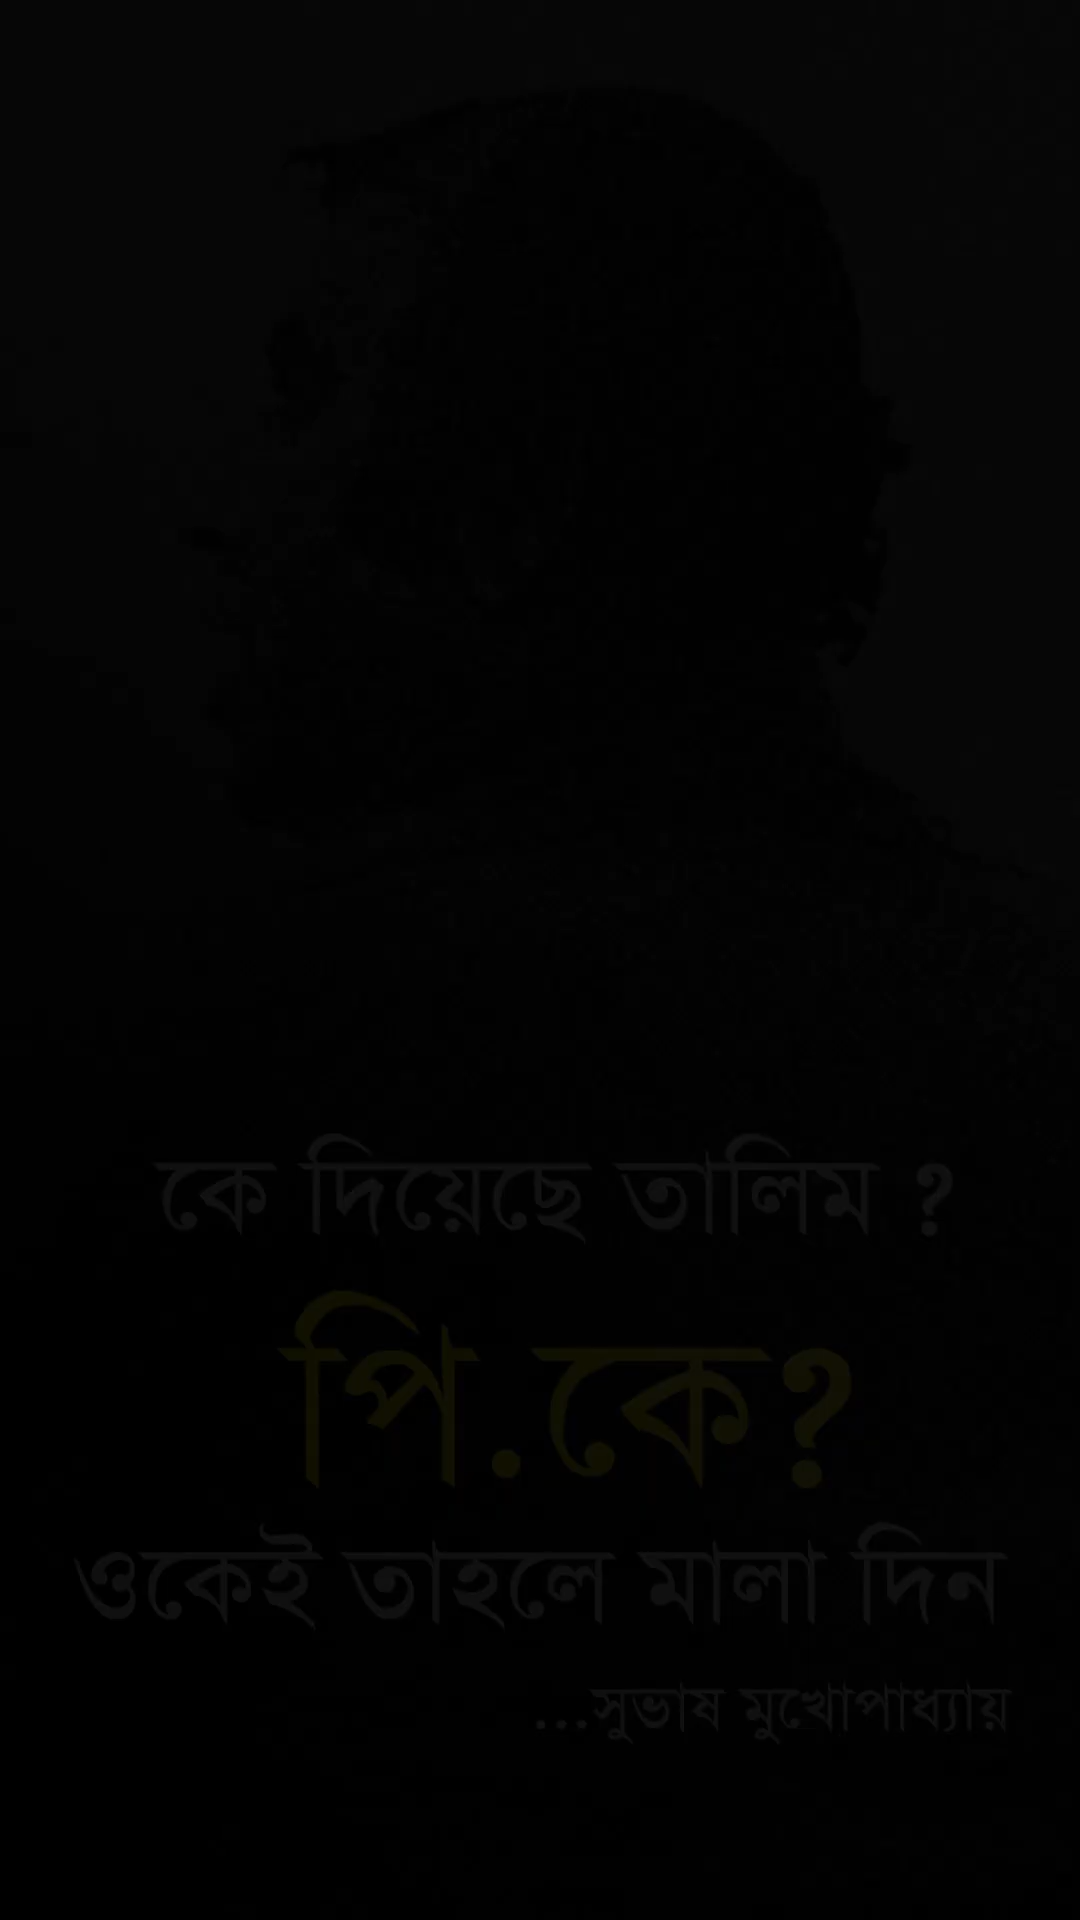 কে দিয়েছে তালিম ?
পি.কে?
ওকেই তাহলে মালা দিন
...সুভাষ মুখোপাধ্যায়